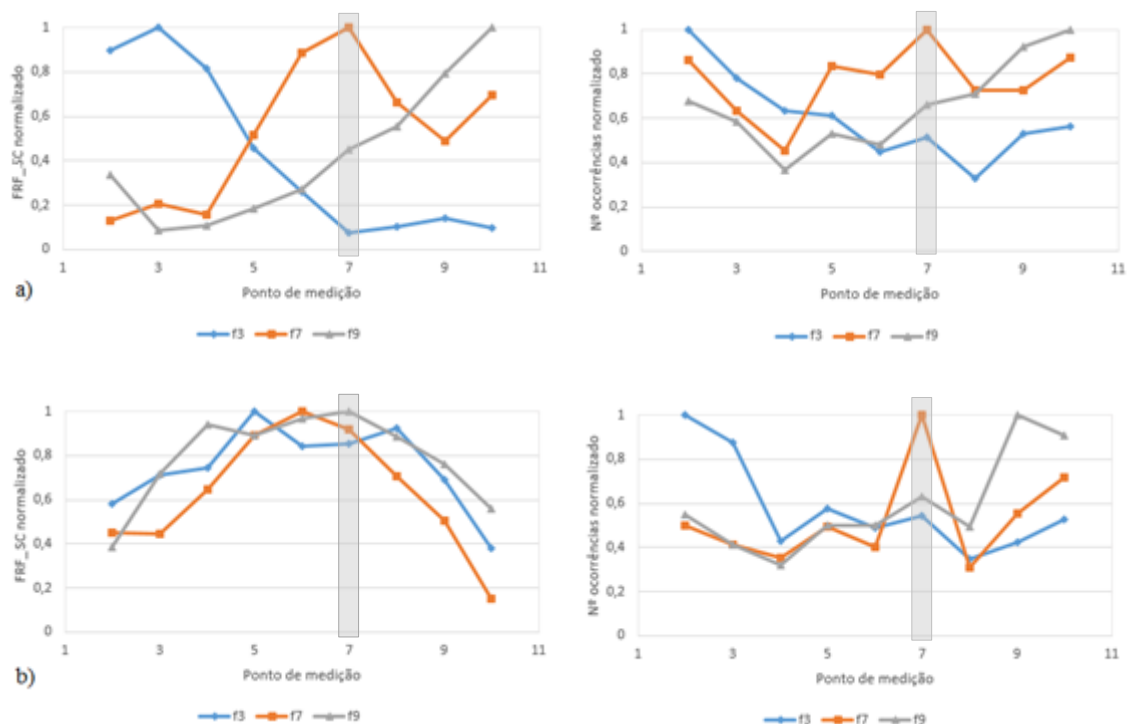 FRF_SC normalizado
1
0,8
0,6
0,4
0,2
0
1 3 5 7 9 11
Ponto de medição
f3 f7 f9
Nº ocorrências normalizado
1
0,8
0,6
0,4
0,2
0
1 3 5 7 9 11
Ponto de medição
f3 f7 f9
a)
FRF_SC normalizado
1
0,8
0,6
0,4
0,2
0
1 3 5 7 9 11
Ponto de medição
f3 f7 f9
Nº ocorrências normalizado
1
0,8
0,6
0,4
0,2
0
1 3 5 7 9 11
Ponto de medição
f3 f7 f9
b)